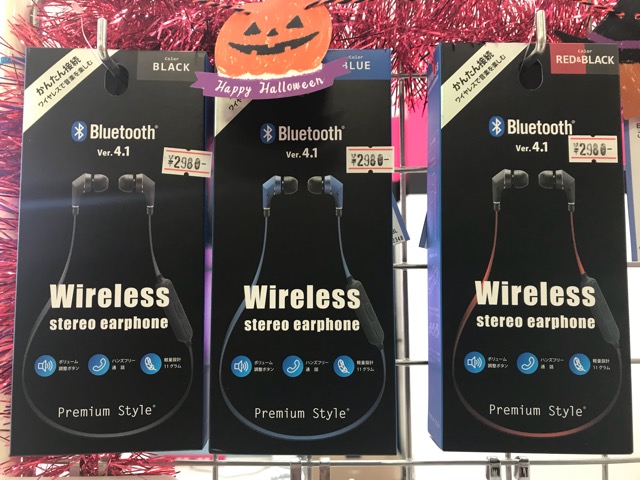 Color
BLACK
かんたん接続
ワイヤレスで音楽を楽しむ
Bluetooth®
Ver. 4.1
¥2980-
Wireless
stereo earphone
ボリューム
調整ボタン
ハンズフリー
通話
軽量設計
11グラム
Premium Style®
Happy Halloween
Color
BLUE
ワイヤ
Bluetooth®
Ver. 4.1
¥2980-
Wireless
stereo earphone
ボリューム
調整ボタン
ハンズフリー
通話
軽量設計
11グラム
Premium Style®
Color
RED&BLACK
かんたん接続
ワイヤレスで音楽を楽しむ
Bluetooth®
Ver. 4.1
¥2980-
Wireless
stereo earphone
ボリューム
調整ボタン
ハンズフリー
通話
軽量設計
11グラム
Premium Style®